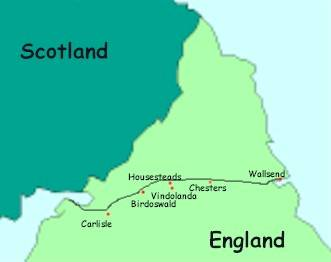 Scotland
Housesteads
Wallsend
Chesters
Vindolanda
Birdoswald
Carlisle
England